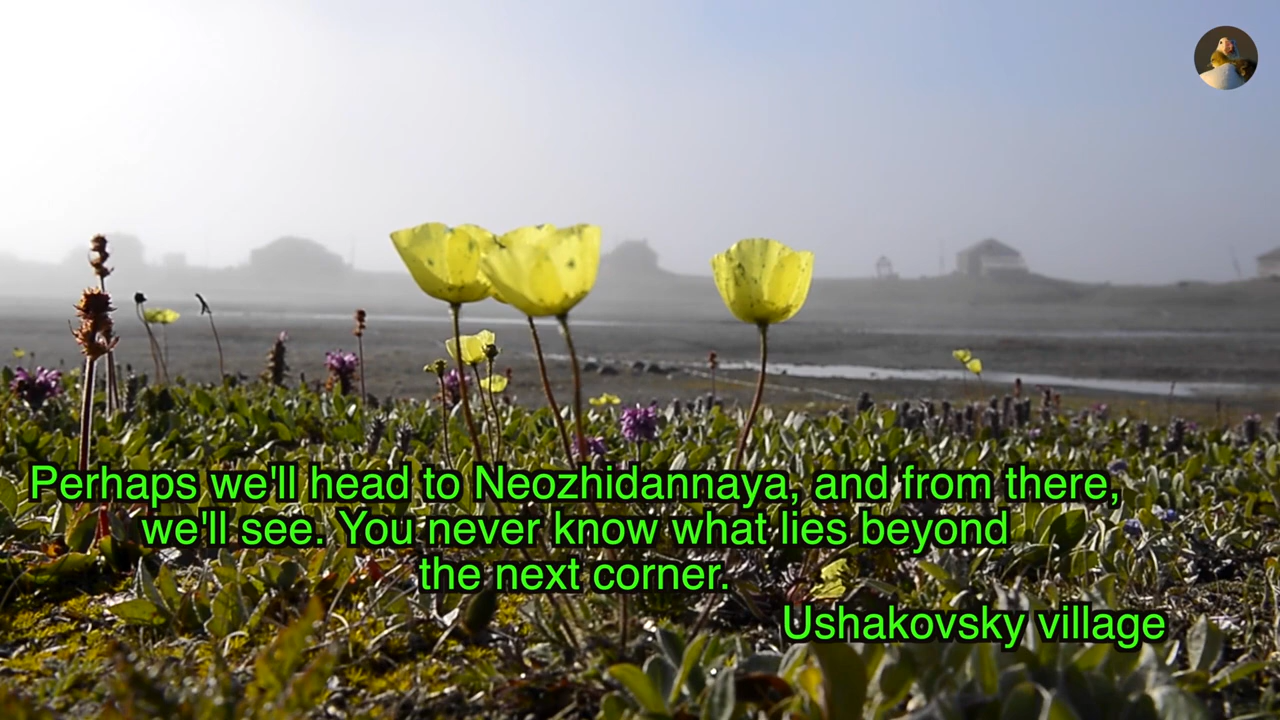 Perhaps we'll head to Neozhidannaya, and from there,
we'll see. You never know what lies beyond
the next corner.
Ushakovsky village